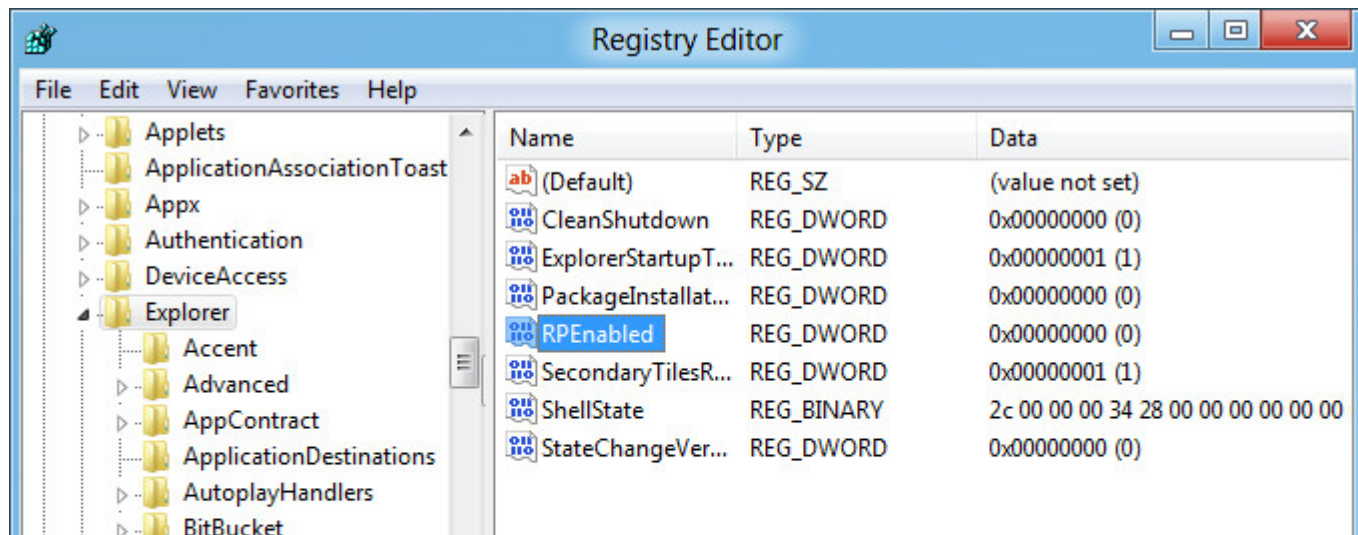 Registry Editor
File Edit View Favorites Help
Applets
ApplicationAssociationToast
Appx
Authentication
DeviceAccess
Explorer
Accent
Advanced
AppContract
ApplicationDestinations
AutoplayHandlers
BitBucket
Name Type Data
(Default) REG_SZ (value not set)
CleanShutdown REG_DWORD 0x00000000 (0)
ExplorerStartupT... REG_DWORD 0x00000001 (1)
PackageInstallat... REG_DWORD 0x00000000 (0)
RPEnabled REG_DWORD 0x00000000 (0)
SecondaryTilesR... REG_DWORD 0x00000001 (1)
ShellState REG_BINARY 2c 00 00 00 34 28 00 00 00 00 00 00
StateChangeVer... REG_DWORD 0x00000000 (0)